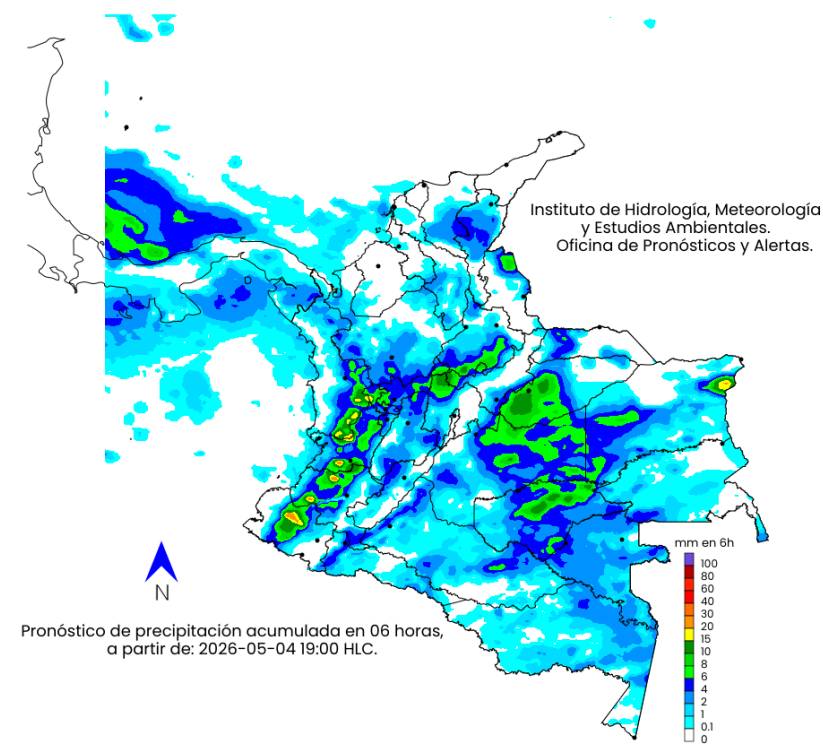 Instituto de Hidrología, Meteorología
y Estudios Ambientales.
Oficina de Pronósticos y Alertas.
mm en 6h
100
80
60
40
30
20
15
10
8
6
4
2
1
0.1
0
N
Pronóstico de precipitación acumulada en 06 horas,
a partir de: 2026-05-04 19:00 HLC.